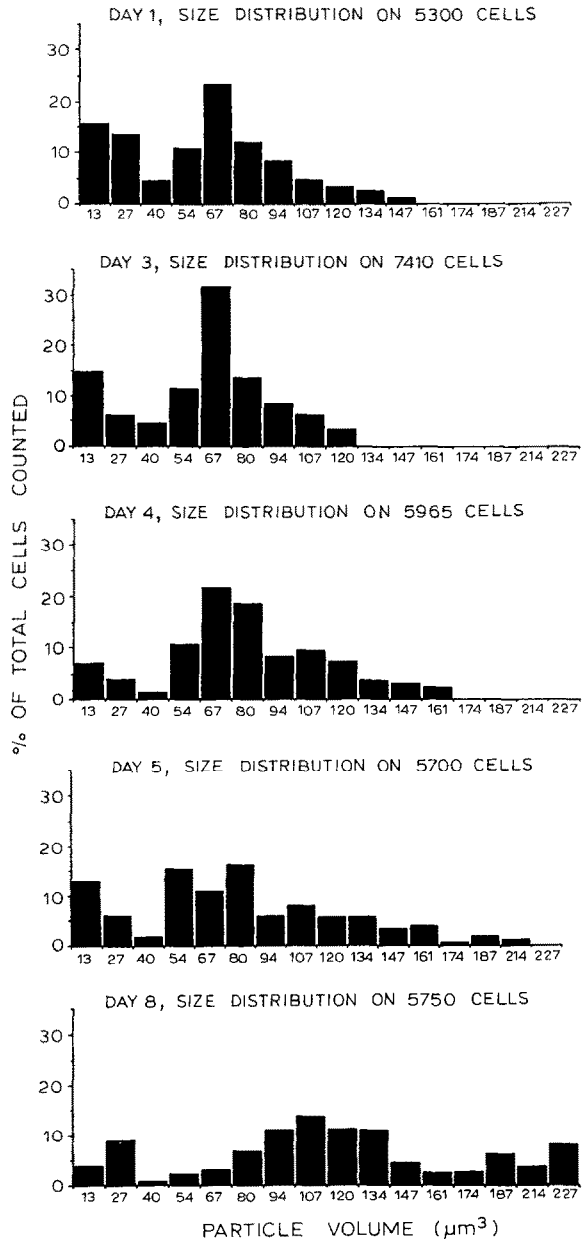 DAY 1, SIZE DISTRIBUTION ON 5300 CELLS
30
20
10
0
13 27 40 54 67 80 94 107 120 134 147 161 174 187 214 227
DAY 3, SIZE DISTRIBUTION ON 7410 CELLS
30
20
10
0
13 27 40 54 67 80 94 107 120 134 147 161 174 187 214 227
DAY 4, SIZE DISTRIBUTION ON 5965 CELLS
30
20
10
0
13 27 40 54 67 80 94 107 120 134 147 161 174 187 214 227
DAY 5, SIZE DISTRIBUTION ON 5700 CELLS
30
20
10
0
13 27 40 54 67 80 94 107 120 134 147 161 174 187 214 227
DAY 8, SIZE DISTRIBUTION ON 5750 CELLS
30
20
10
0
13 27 40 54 67 80 94 107 120 134 147 161 174 187 214 227
% OF TOTAL CELLS COUNTED
PARTICLE VOLUME (µm³)